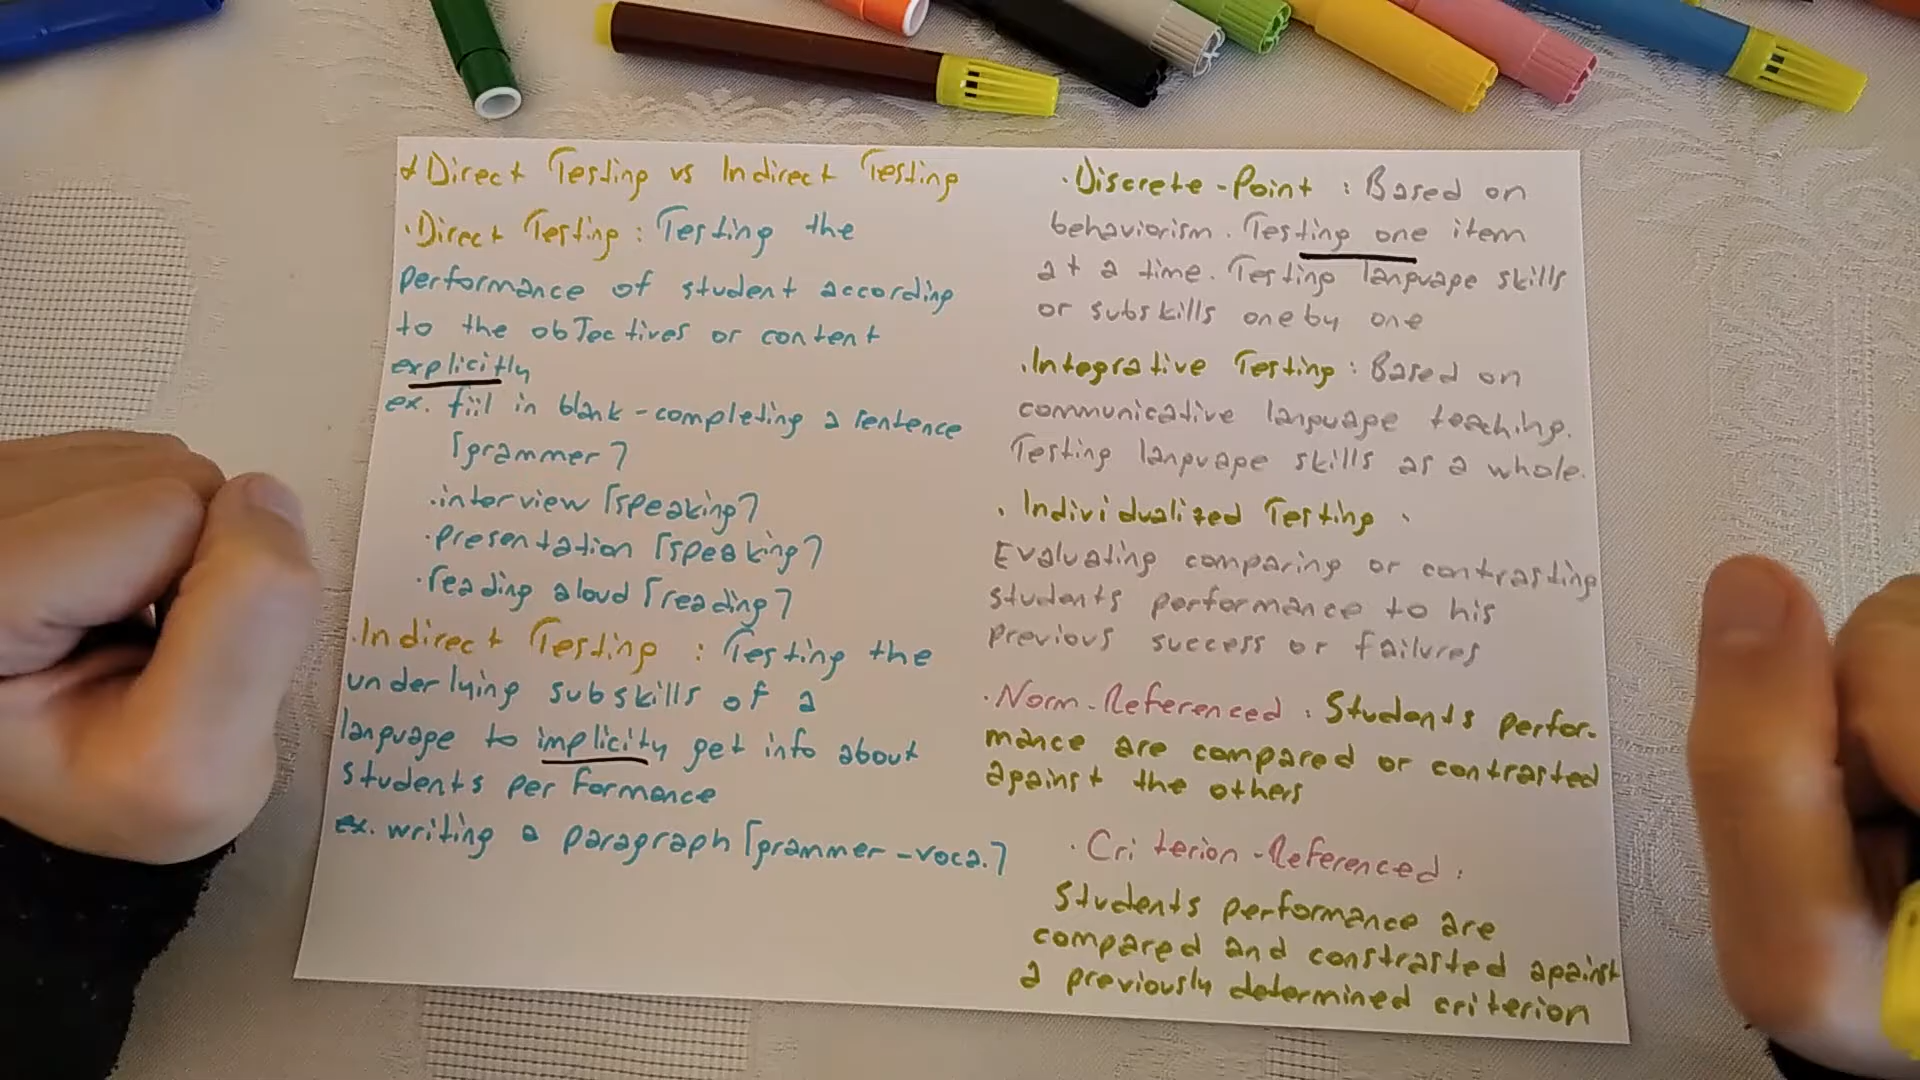 Direct Testing vs Indirect Testing
·Direct Testing : Testing the
performance of student according
to the objectives or content
explicitly
ex. fiil in blank - completing a sentence
[grammer]
·interview [speaking]
·presentation [speaking]
·reading aloud [reading]
·Indirect Testing : Testing the
underlying subskills of a
language to implicity get info about
students performance
ex. writing a paragraph [grammer - voca.]
·Discrete-Point : Based on
behaviorism. Testing one item
at a time. Testing language skills
or subskills one by one
·Integrative Testing : Based on
communicative language teaching.
Testing language skills as a whole.
· Individualized Testing
Evaluating comparing or contrasting
students performance to his
previous success or failures
·Norm-Referenced : Students perfor-
mance are compared or contrasted
against the others
·Criterion-Referenced :
Students performance are
compared and constrasted against
a previously determined criterion